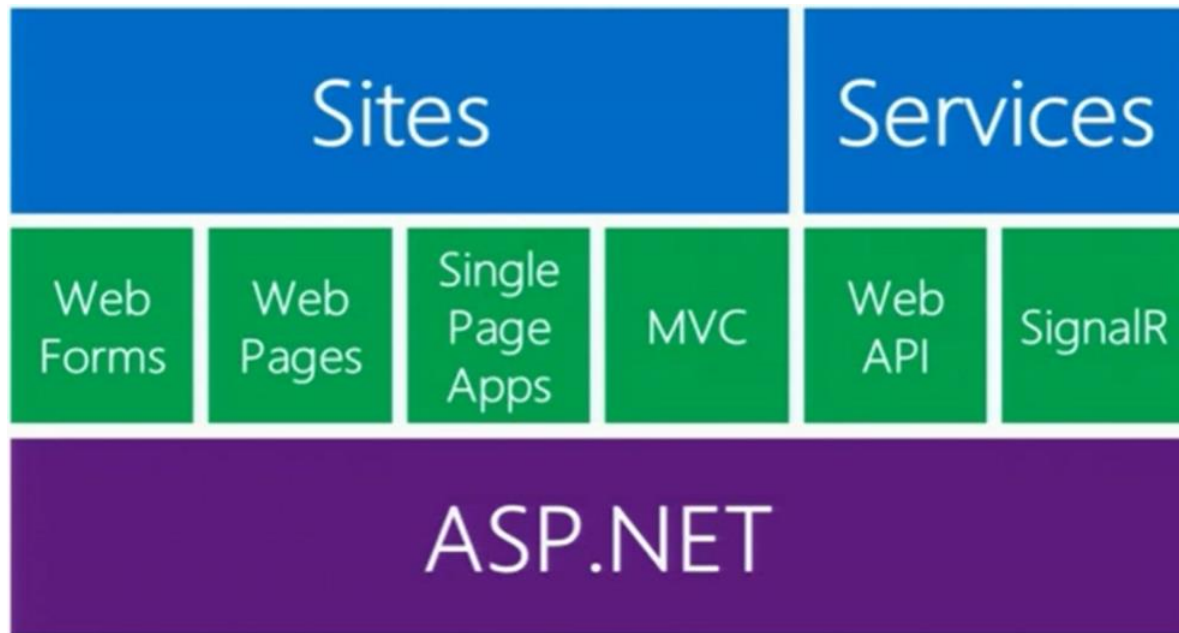 Sites
Services
Web
Forms
Web
Pages
Single
Page
Apps
MVC
Web
API
SignalR
ASP.NET